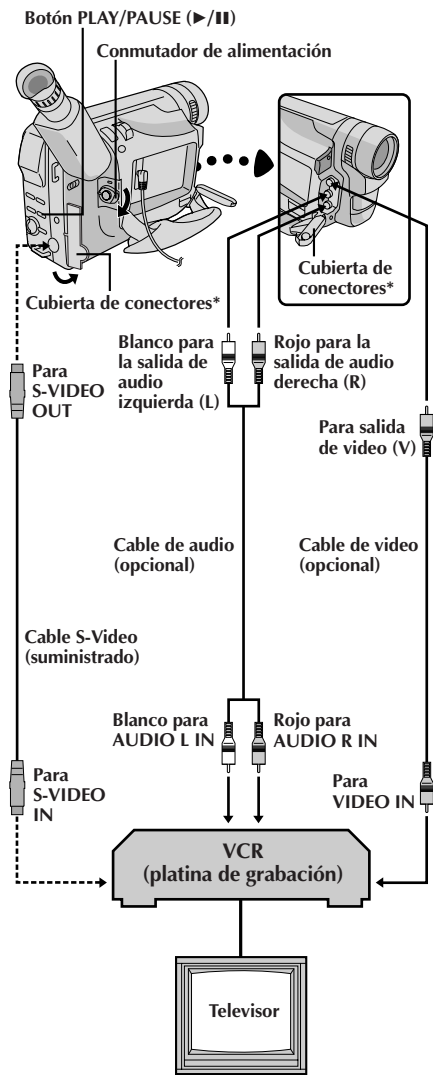 Botón PLAY/PAUSE (►/❚❚)
Conmutador de alimentación
Cubierta de
conectores*
Cubierta de conectores*
Para
S-VIDEO
OUT
Blanco para
la salida de
audio
izquierda (L)
Rojo para la
salida de audio
derecha (R)
Para salida
de video (V)
Cable de audio
(opcional)
Cable de video
(opcional)
Cable S-Video
(suministrado)
Blanco para
AUDIO L IN
Rojo para
AUDIO R IN
Para
S-VIDEO
IN
Para
VIDEO IN
VCR
(platina de grabación)
Televisor